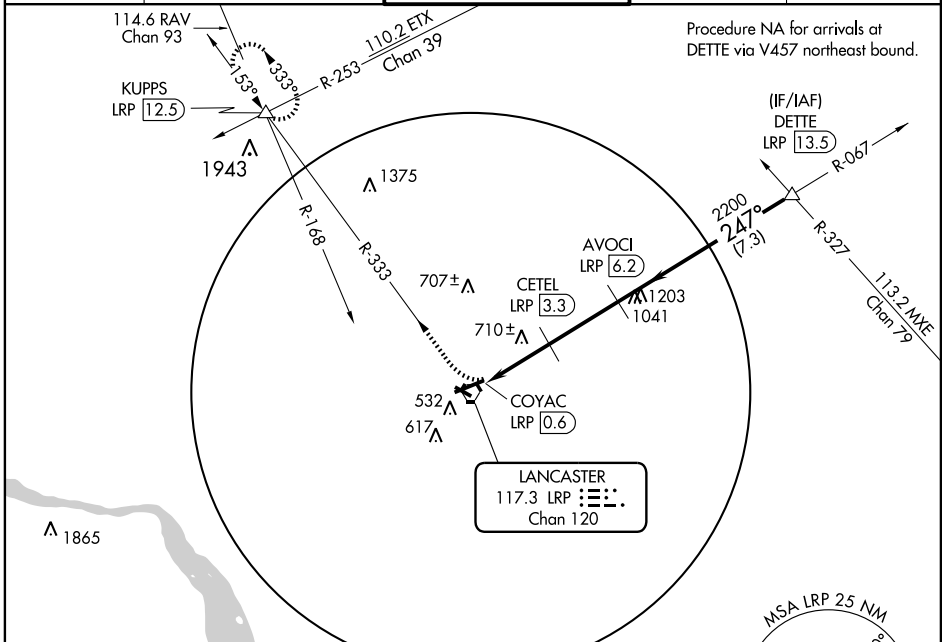 114.6 RAV
Chan 93
110.2 ETX
Chan 39
R-253
Procedure NA for arrivals at
DETTE via V457 northeast bound.
153°
333°
KUPPS
LRP 12.5
(IF/IAF)
DETTE
LRP 13.5
R-067
1943
1375
2200
247°
(7.3)
R-168
R-333
R-327
AVOCI
LRP 6.2
707±
CETEL
LRP 3.3
1203
1041
113.2 MXE
Chan 79
710±
532
617
COYAC
LRP 0.6
LANCASTER
117.3 LRP
Chan 120
1865
MSA LRP 25 NM